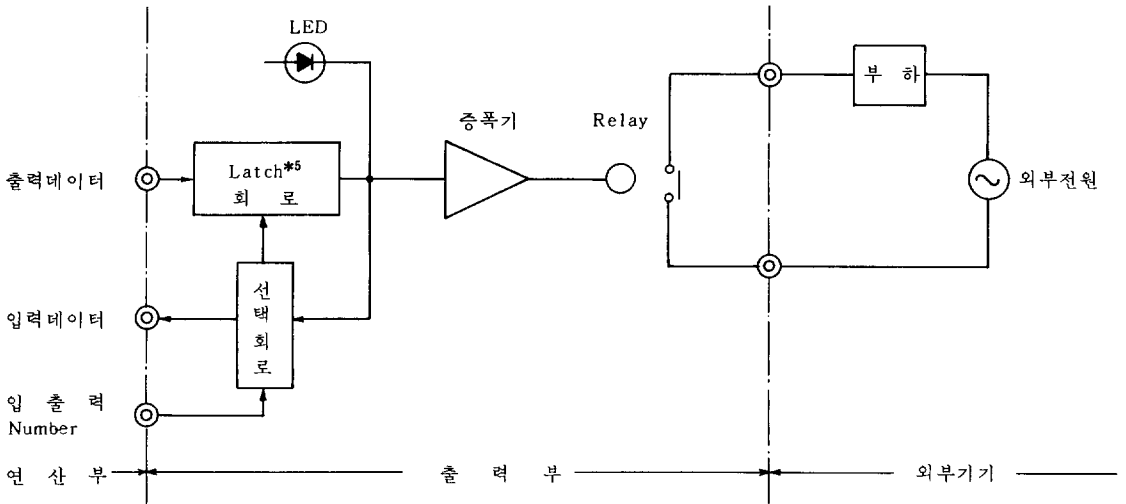 LED
증폭기
Relay
부 하
출력데이터
Latch*5
회 로
외부전원
선
택
회
로
입력데이터
입 출 력
Number
연 산 부
출 력 부
외부기기